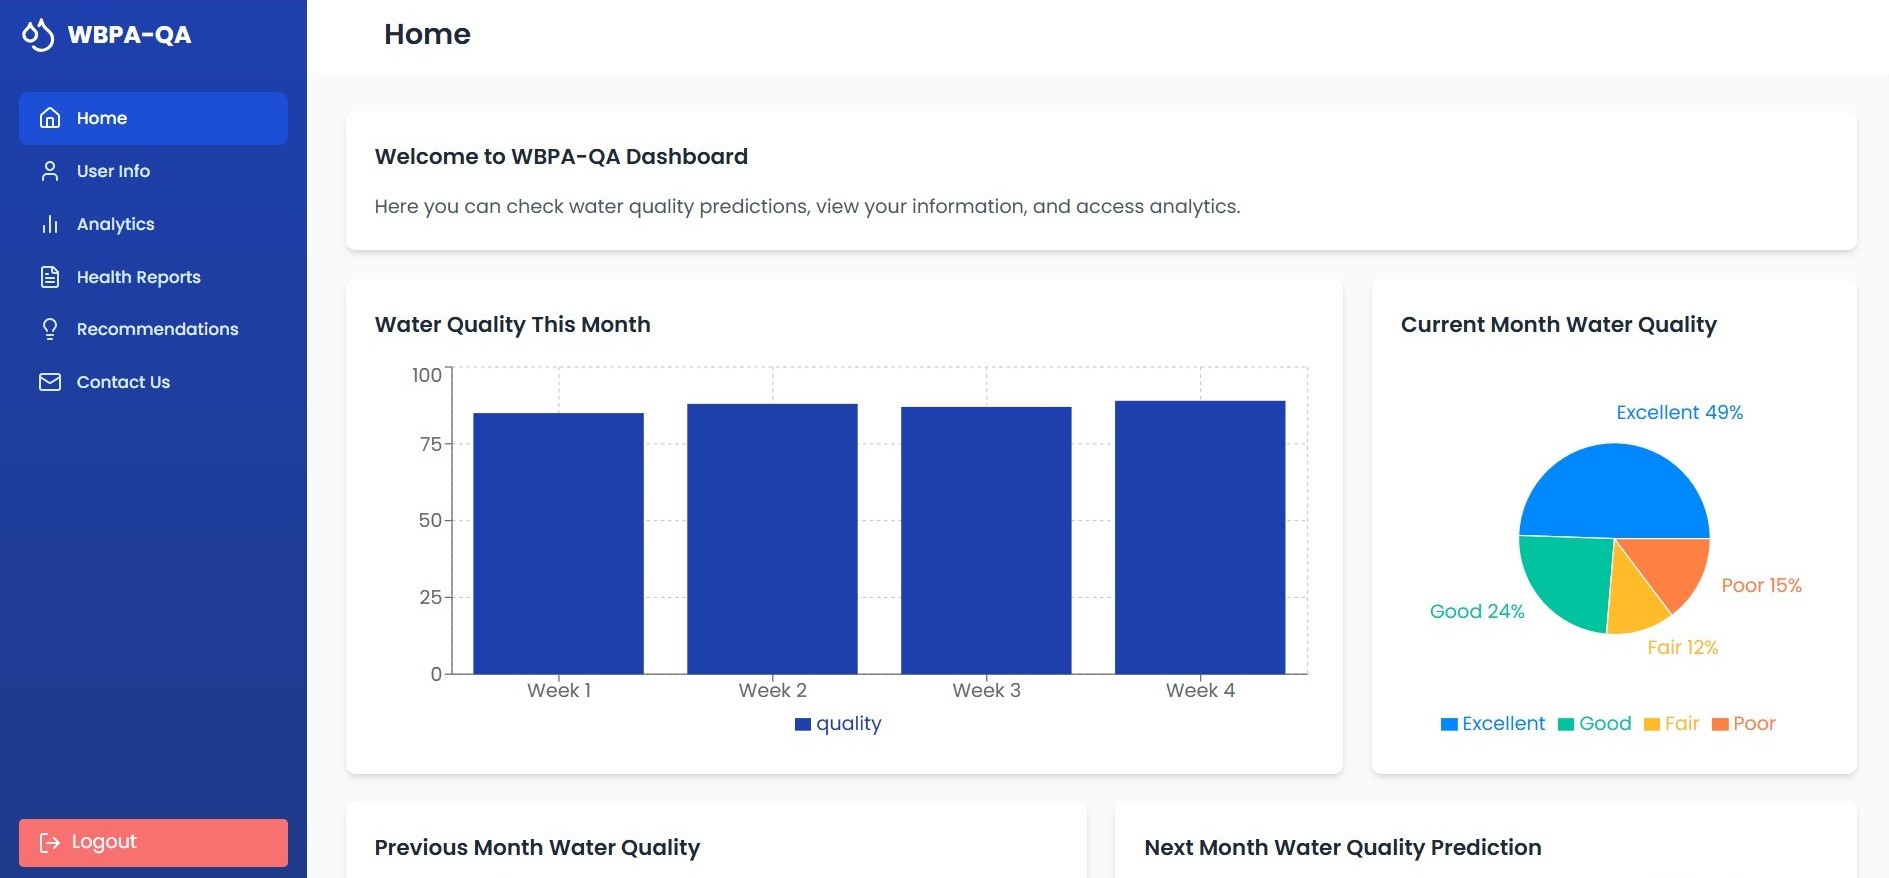 WBPA-QA
Home
User Info
Analytics
Health Reports
Recommendations
Contact Us
Logout
Home
Welcome to WBPA-QA Dashboard
Here you can check water quality predictions, view your information, and access analytics.
Water Quality This Month
100
75
50
25
0
Week 1 Week 2 Week 3 Week 4
quality
Current Month Water Quality
Excellent 49%
Poor 15%
Good 24%
Fair 12%
Excellent Good Fair Poor
Previous Month Water Quality
Next Month Water Quality Prediction